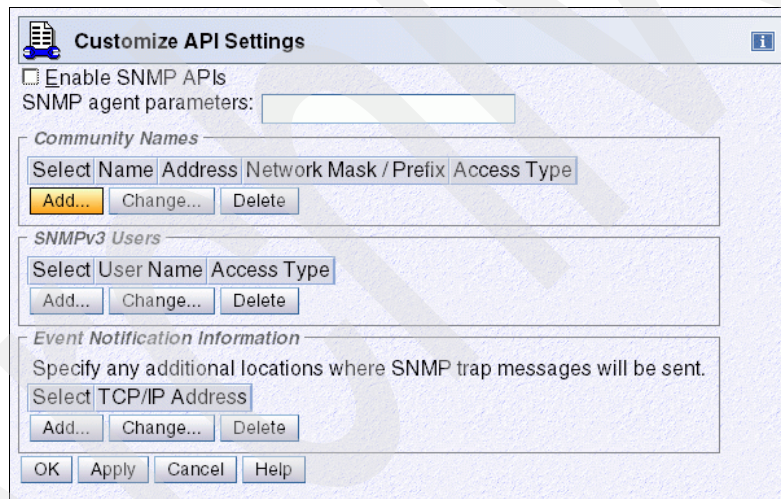 Customize API Settings
i
Enable SNMP APIs
SNMP agent parameters:
Community Names
Select Name Address Network Mask / Prefix Access Type
Add... Change... Delete
SNMPv3 Users
Select User Name Access Type
Add... Change... Delete
Event Notification Information
Specify any additional locations where SNMP trap messages will be sent.
Select TCP/IP Address
Add... Change... Delete
OK Apply Cancel Help